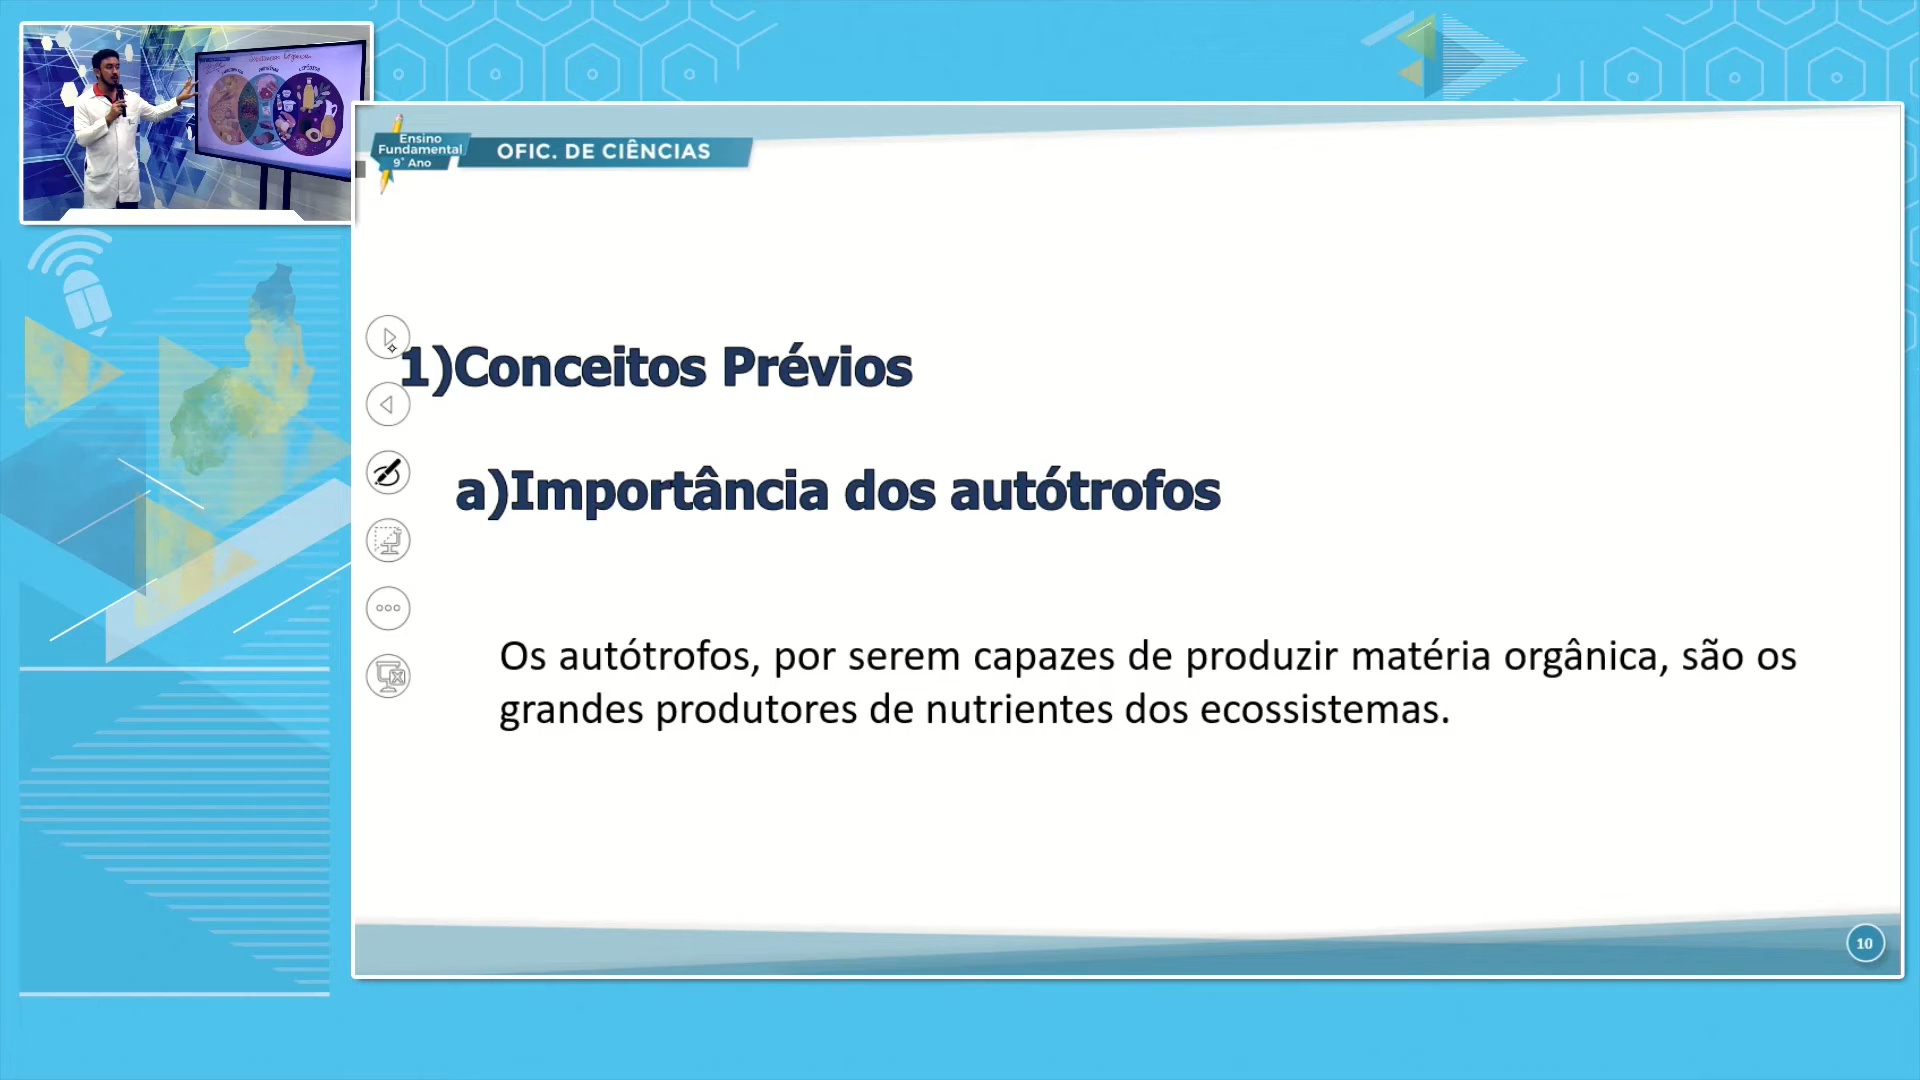 Ensino
Fundamental
9° Ano
OFIC. DE CIÊNCIAS
1)Conceitos Prévios
a)Importância dos autótrofos
Os autótrofos, por serem capazes de produzir matéria orgânica, são os
grandes produtores de nutrientes dos ecossistemas.
10